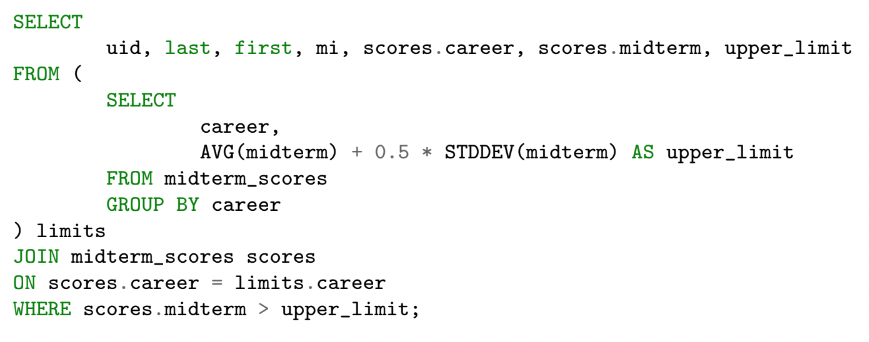 SELECT
uid, last, first, mi, scores.career, scores.midterm, upper_limit
FROM (
SELECT
career,
AVG(midterm) + 0.5 * STDDEV(midterm) AS upper_limit
FROM midterm_scores
GROUP BY career
) limits
JOIN midterm_scores scores
ON scores.career = limits.career
WHERE scores.midterm > upper_limit;